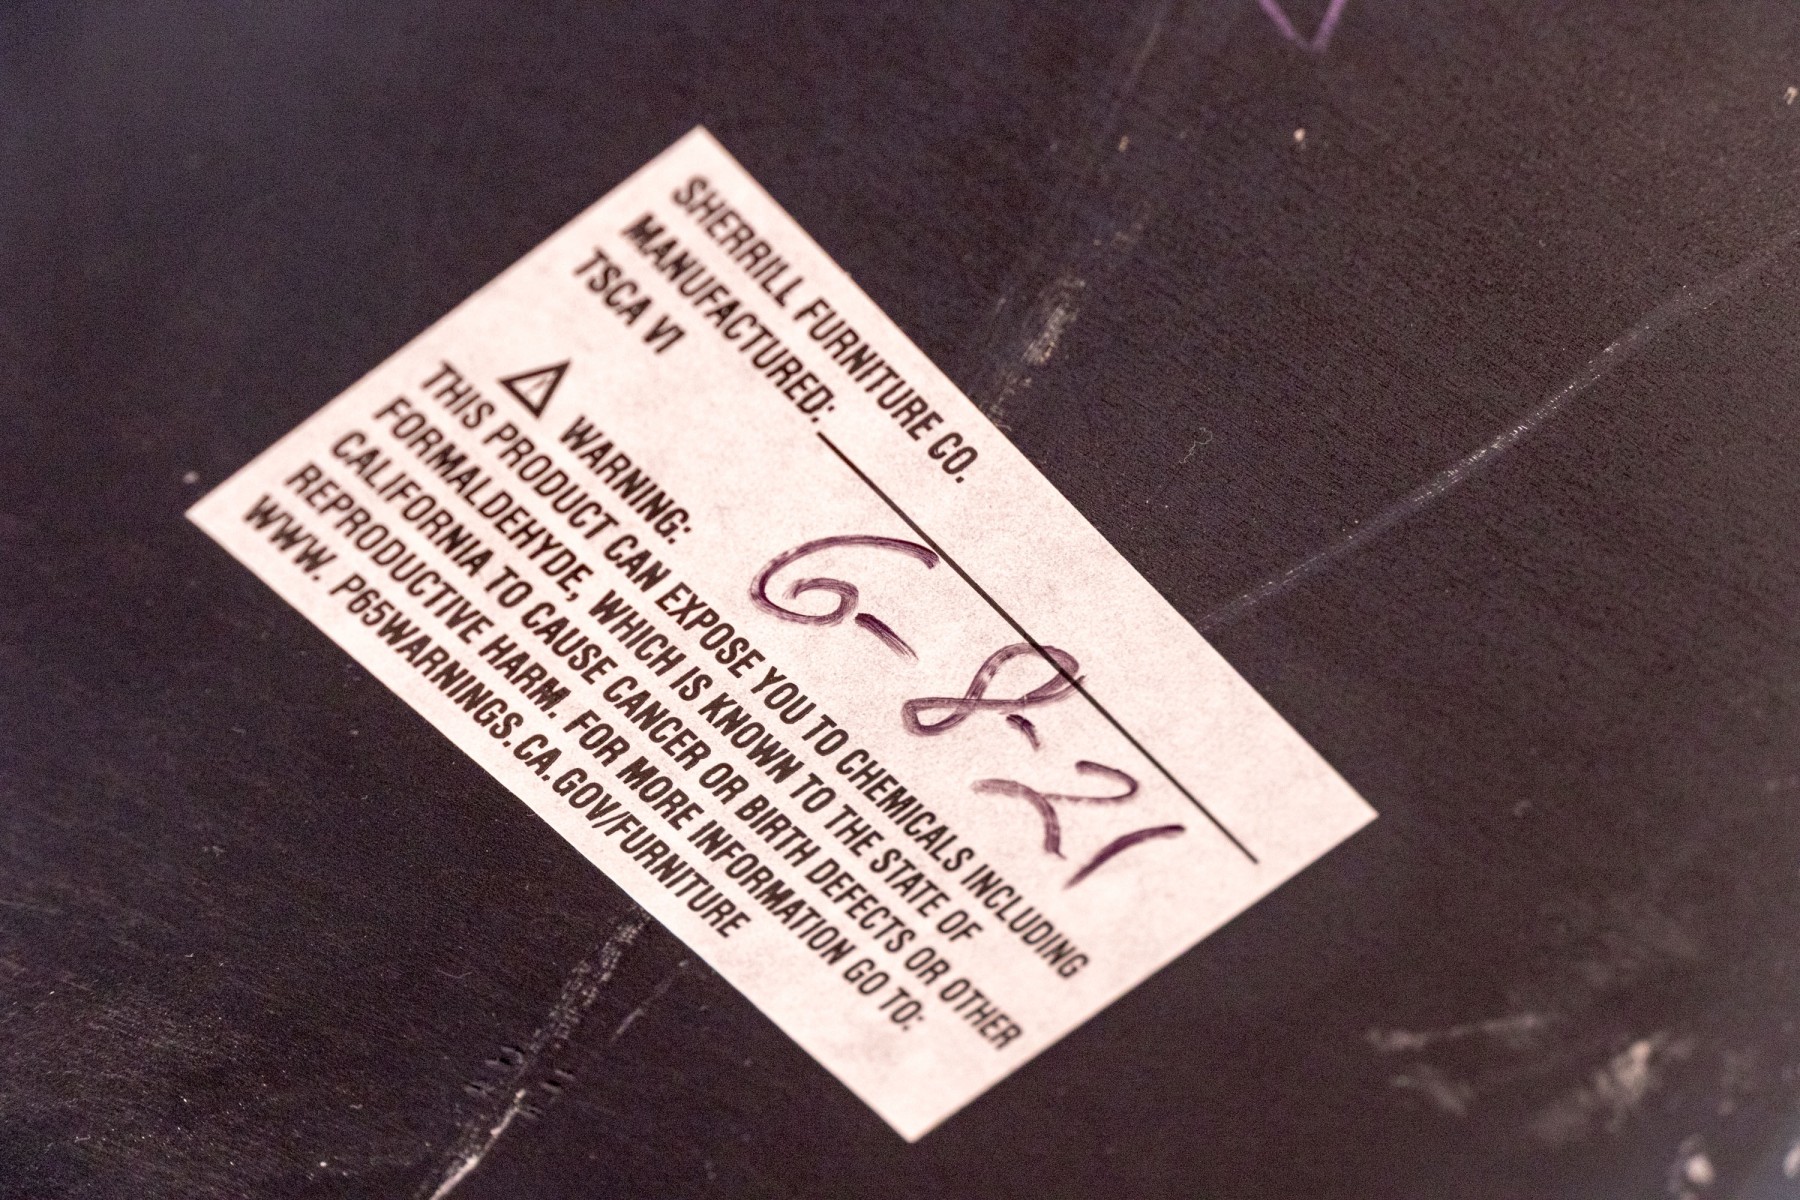 SHERRILL FURNITURE CO.
MANUFACTURED: 6-8-21
TSCA VI
WARNING:
THIS PRODUCT CAN EXPOSE YOU TO CHEMICALS INCLUDING
FORMALDEHYDE, WHICH IS KNOWN TO THE STATE OF
CALIFORNIA TO CAUSE CANCER OR BIRTH DEFECTS OR OTHER
REPRODUCTIVE HARM. FOR MORE INFORMATION GO TO:
WWW. P65WARNINGS.CA.GOV/FURNITURE